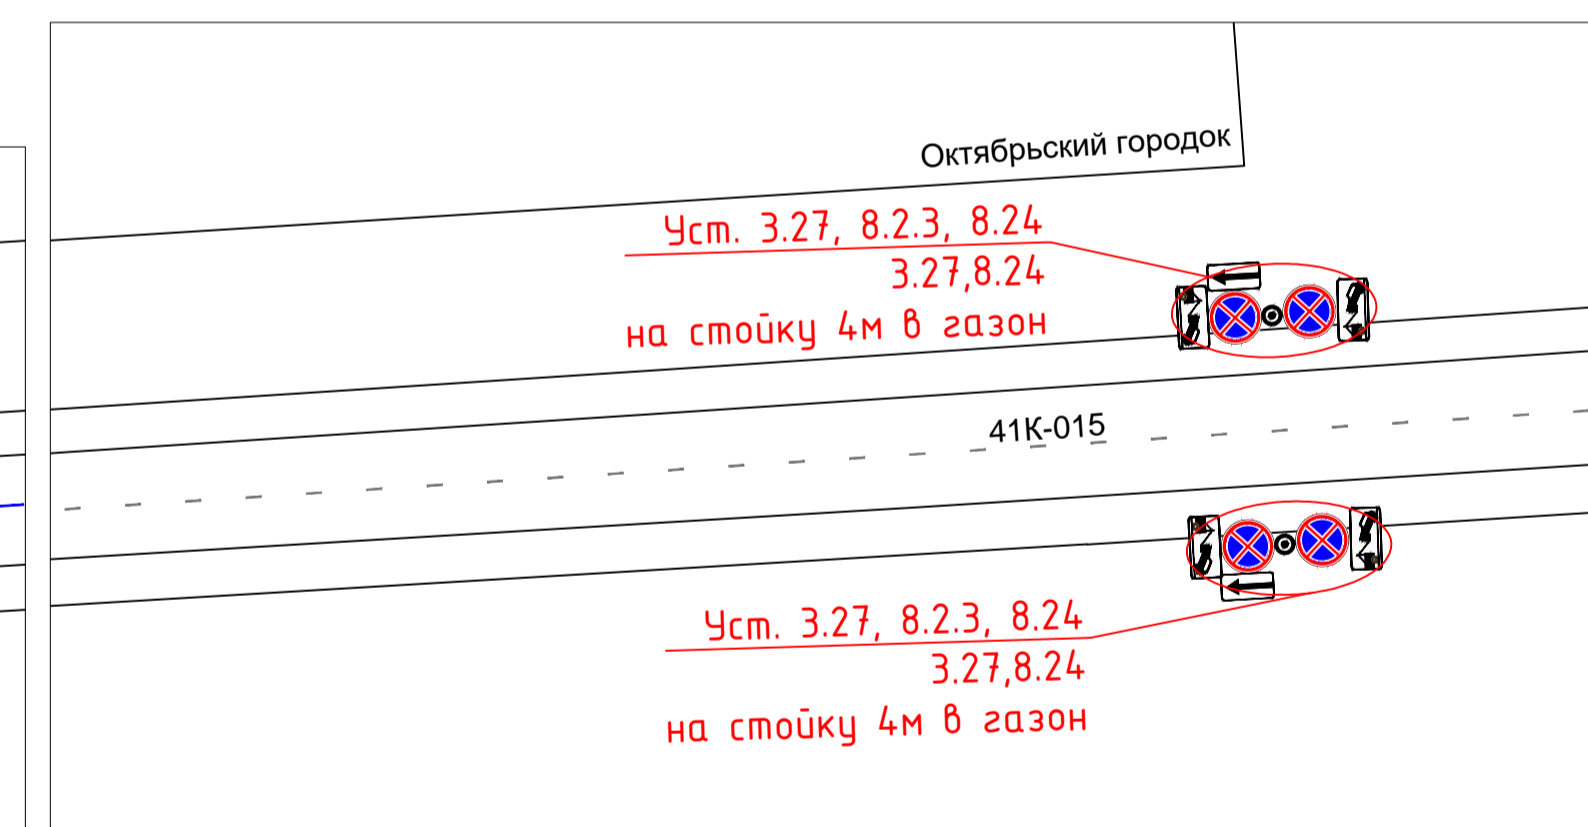 Октябрьский городок
Уст. 3.27, 8.2.3, 8.24
3.27,8.24
на стойку 4м в газон
41К-015
Уст. 3.27, 8.2.3, 8.24
3.27,8.24
на стойку 4м в газон